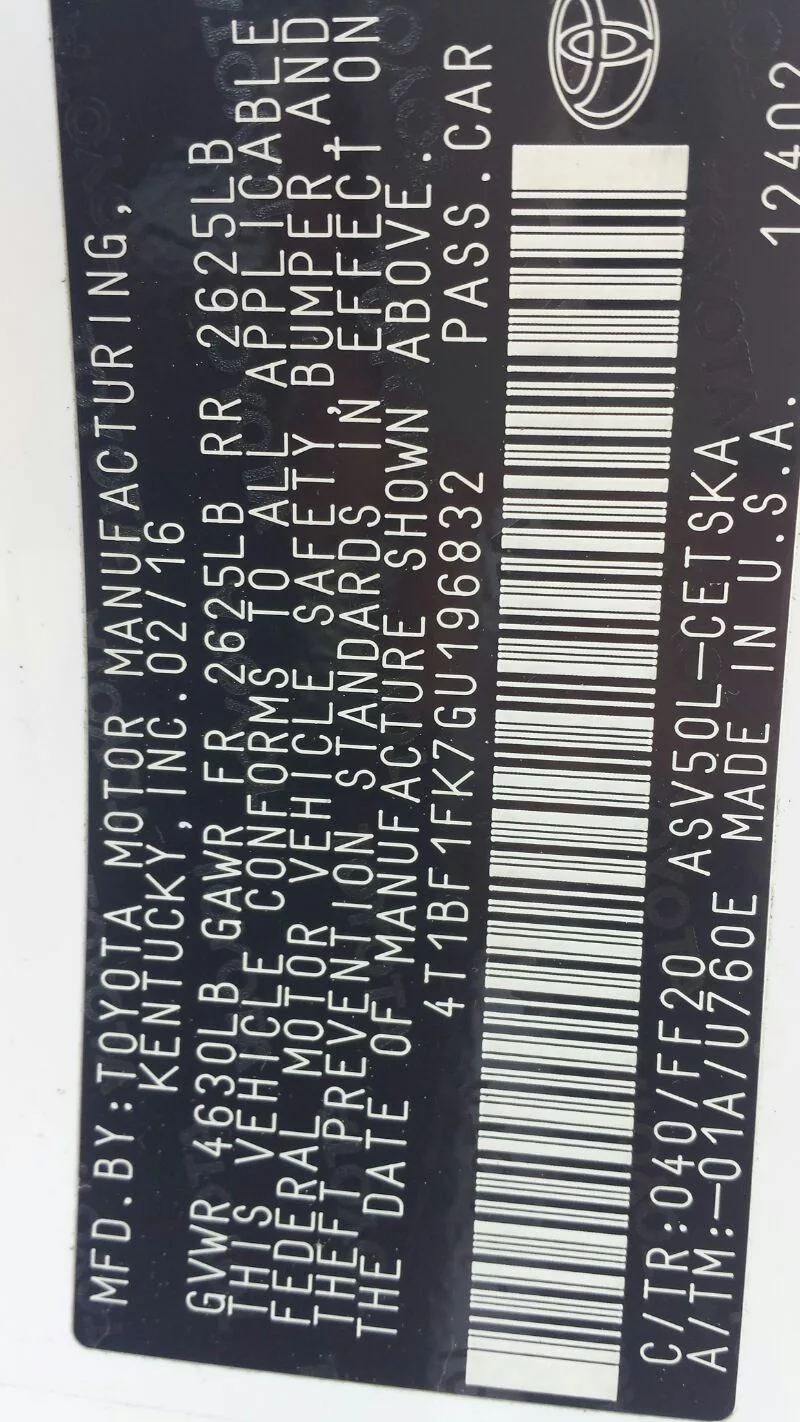 MFD.BY:TOYOTA MOTOR MANUFACTURING,
KENTUCKY, INC.02/16
GVWR 4630LB GAWR FR 2625LB RR 2625LB
THIS VEHICLE CONFORMS TO ALL APPLICABLE
FEDERAL MOTOR VEHICLE SAFETY, BUMPER, AND
THEFT PREVENTION STANDARDS IN EFFECT ON
THE DATE OF MANUFACTURE SHOWN ABOVE.
4T1BF1FK7GU196832 PASS.CAR
C/TR:040/FF20 ASV50L-CETSKA
A/TM:-01A/U760E MADE IN U.S.A. 12402